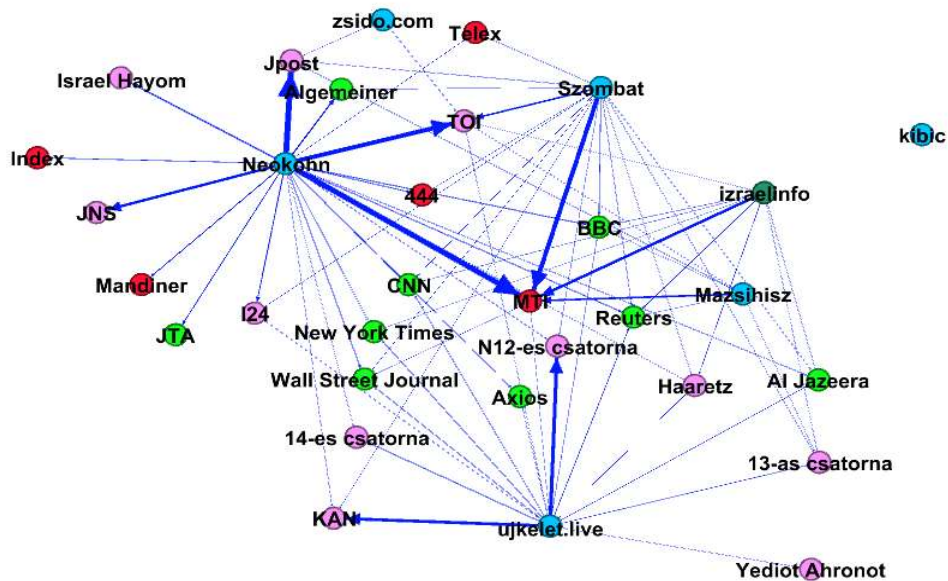 zsido.com
Telex
Jpost
Israel Hayom
Algemeiner
Szombat
TOI
kibic
Index
Neokohn
444
izraelinfo
JNS
BBC
Mandiner
CNN
MTI
Mazsihisz
I24
JTA
New York Times
Reuters
N12-es csatorna
Wall Street Journal
Haaretz
Al Jazeera
Axios
14-es csatorna
13-as csatorna
KAN
ujkelet.live
Yediot Ahronot